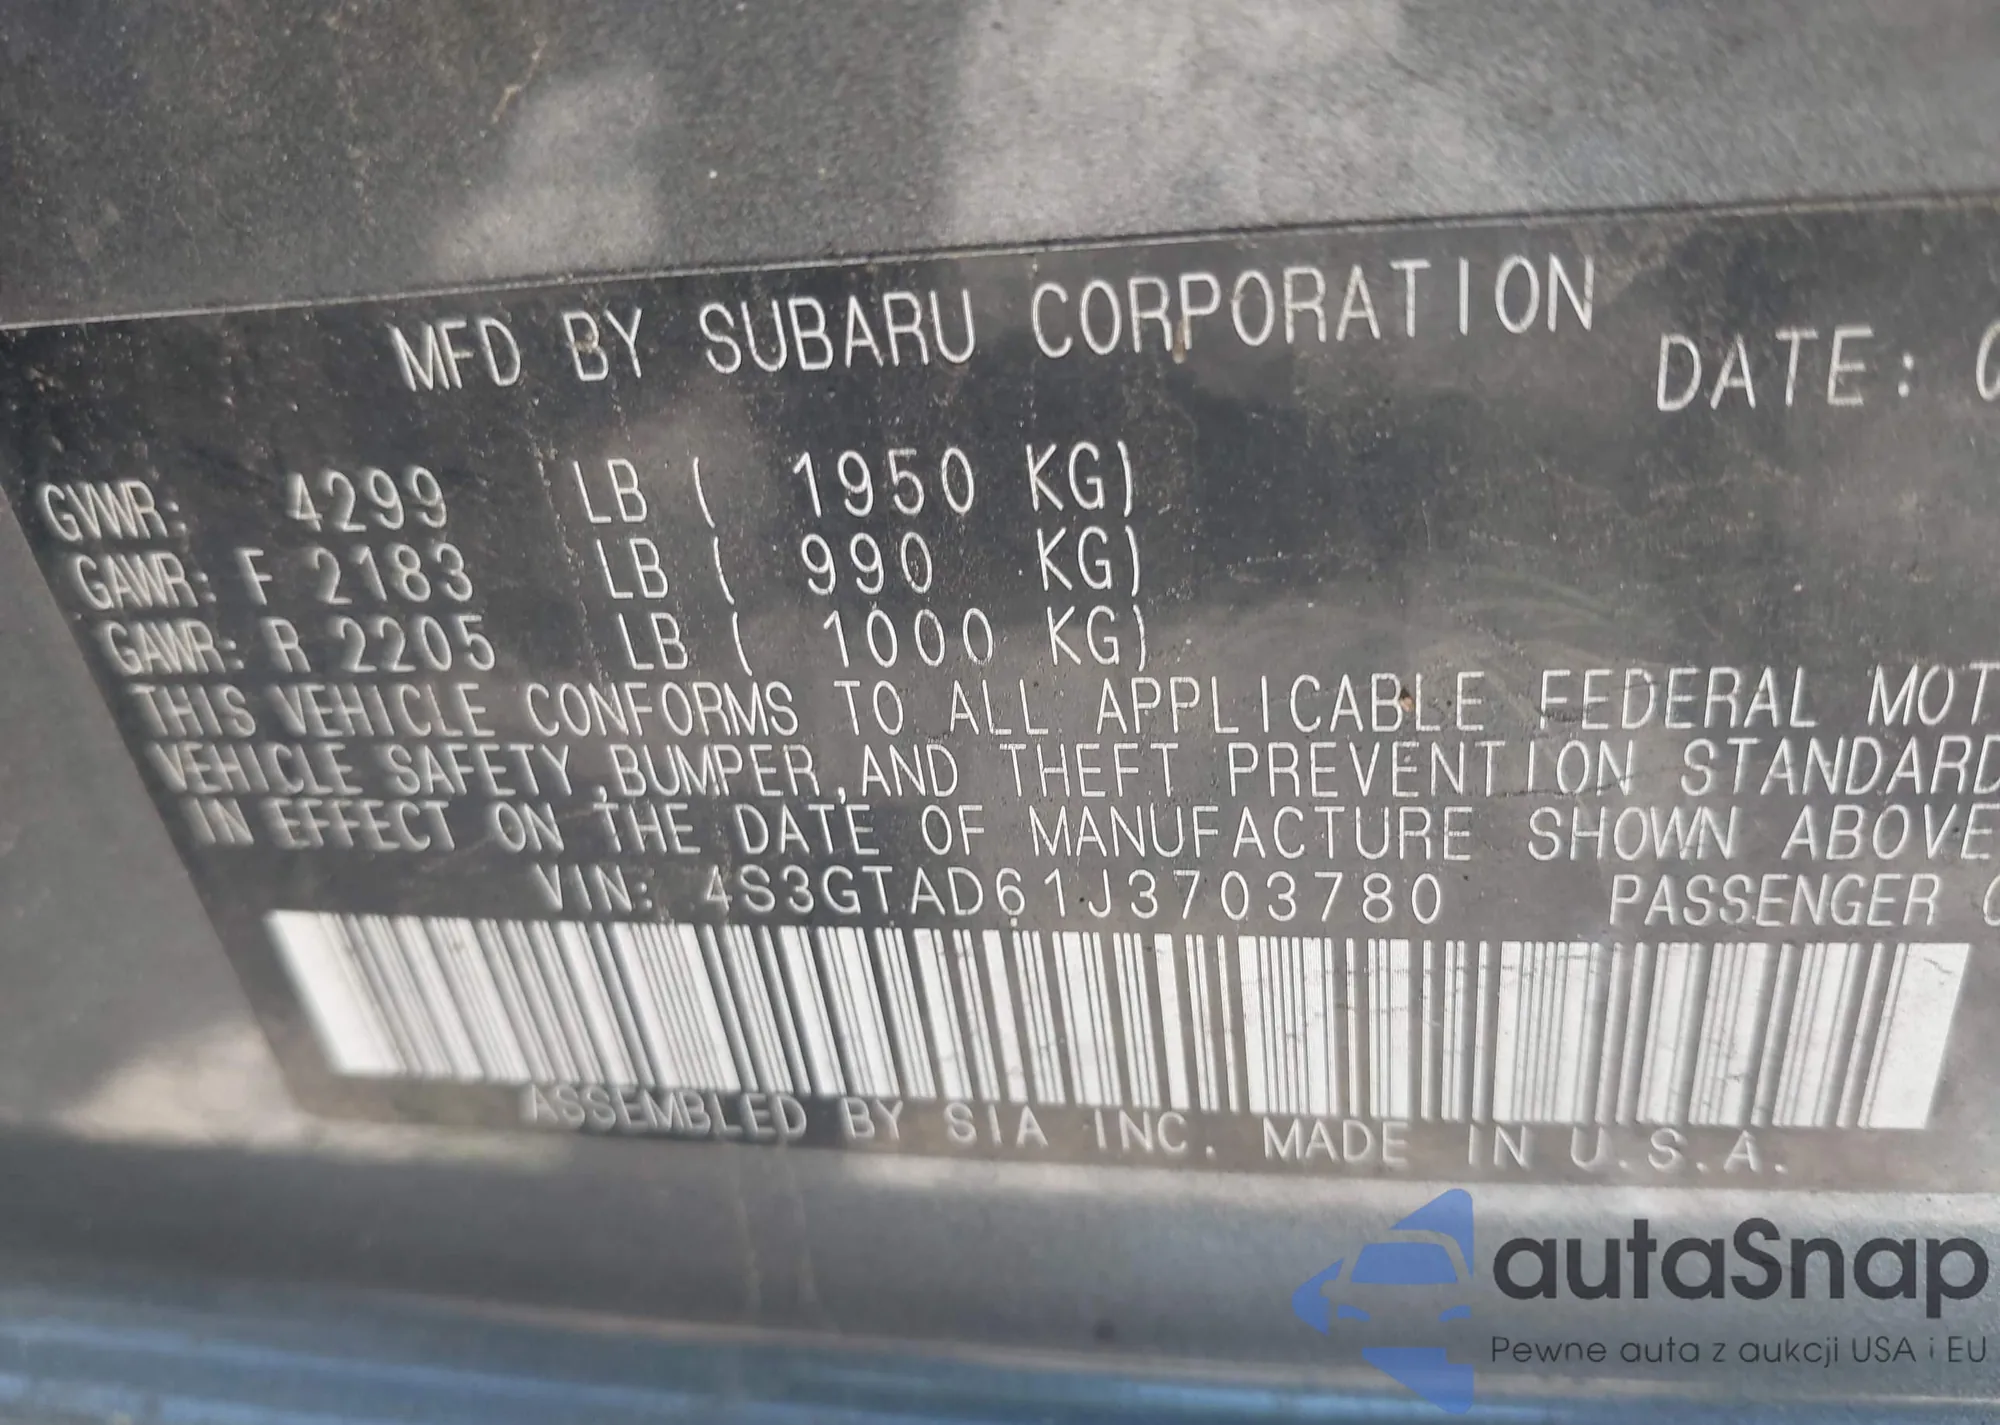 MFD BY SUBARU CORPORATION DATE: 0
GVWR: 4299 LB ( 1950 KG)
GAWR: F 2183 LB ( 990 KG)
GAWR: R 2205 LB ( 1000 KG)
THIS VEHICLE CONFORMS TO ALL APPLICABLE FEDERAL MOT
VEHICLE SAFETY,BUMPER,AND THEFT PREVENTION STANDARD
IN EFFECT ON THE DATE OF MANUFACTURE SHOWN ABOVE
VIN: 4S3GTAD61J3703780 PASSENGER C
ASSEMBLED BY SIA INC. MADE IN U.S.A.
autaSnap
Pewne auta z aukcji USA i EU